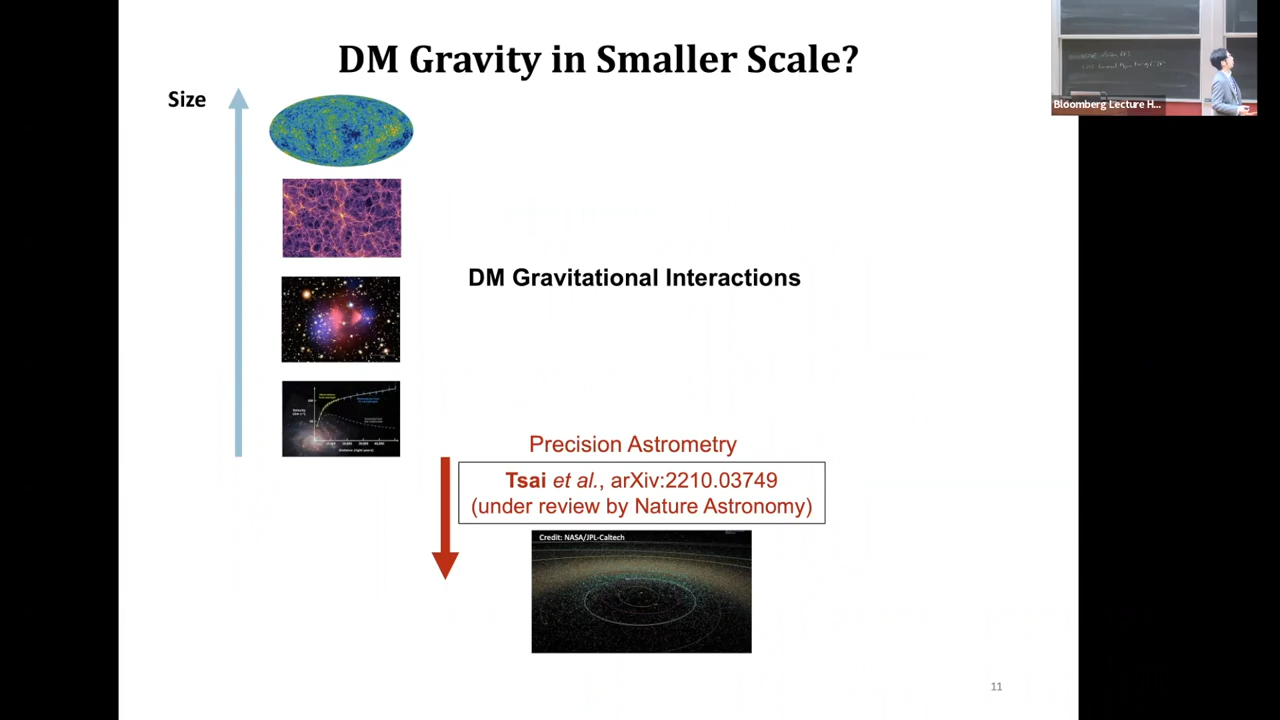 DM Gravity in Smaller Scale?
Size
DM Gravitational Interactions
Precision Astrometry
Tsai et al., arXiv:2210.03749
(under review by Nature Astronomy)
Credit: NASA/JPL-Caltech
11
Bloomberg Lecture H...